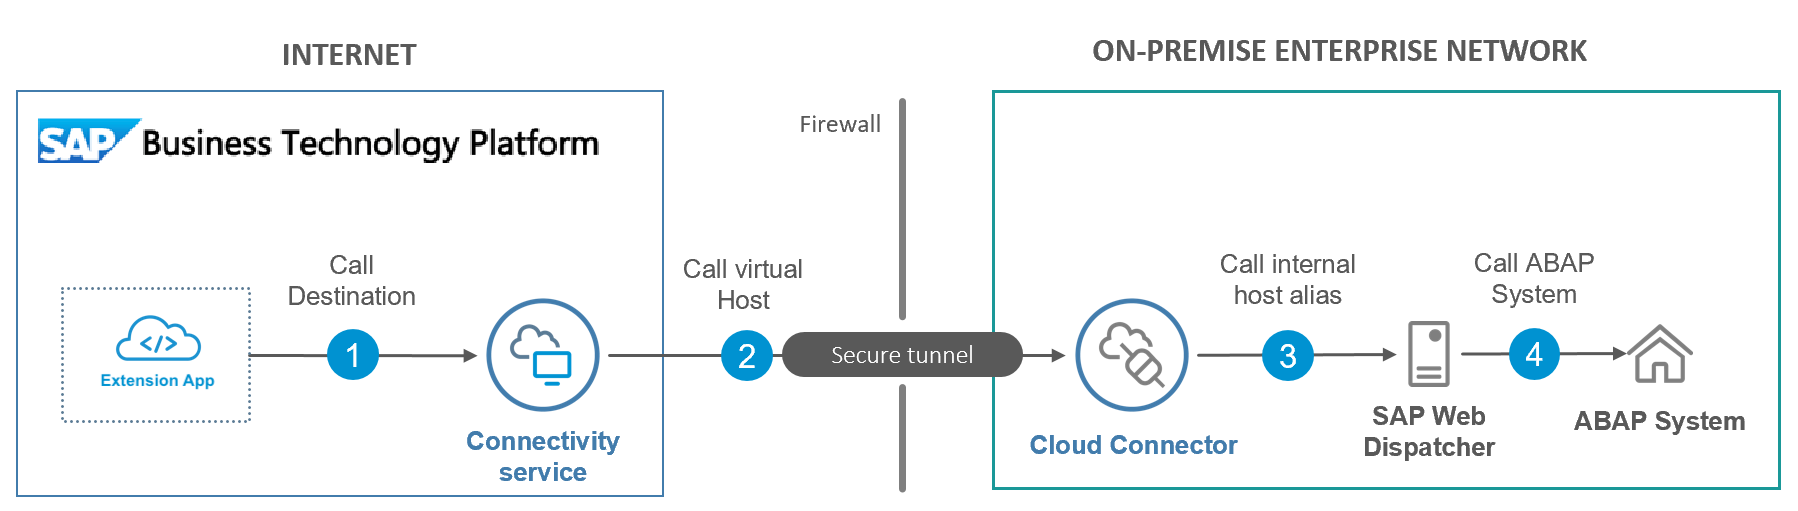 INTERNET
ON-PREMISE ENTERPRISE NETWORK
SAP Business Technology Platform
Firewall
Call
Destination
Call virtual
Host
Call internal
host alias
Call ABAP
System
</>
Extension App
1
2
Secure tunnel
3
4
Connectivity
service
Cloud Connector
SAP Web
Dispatcher
ABAP System